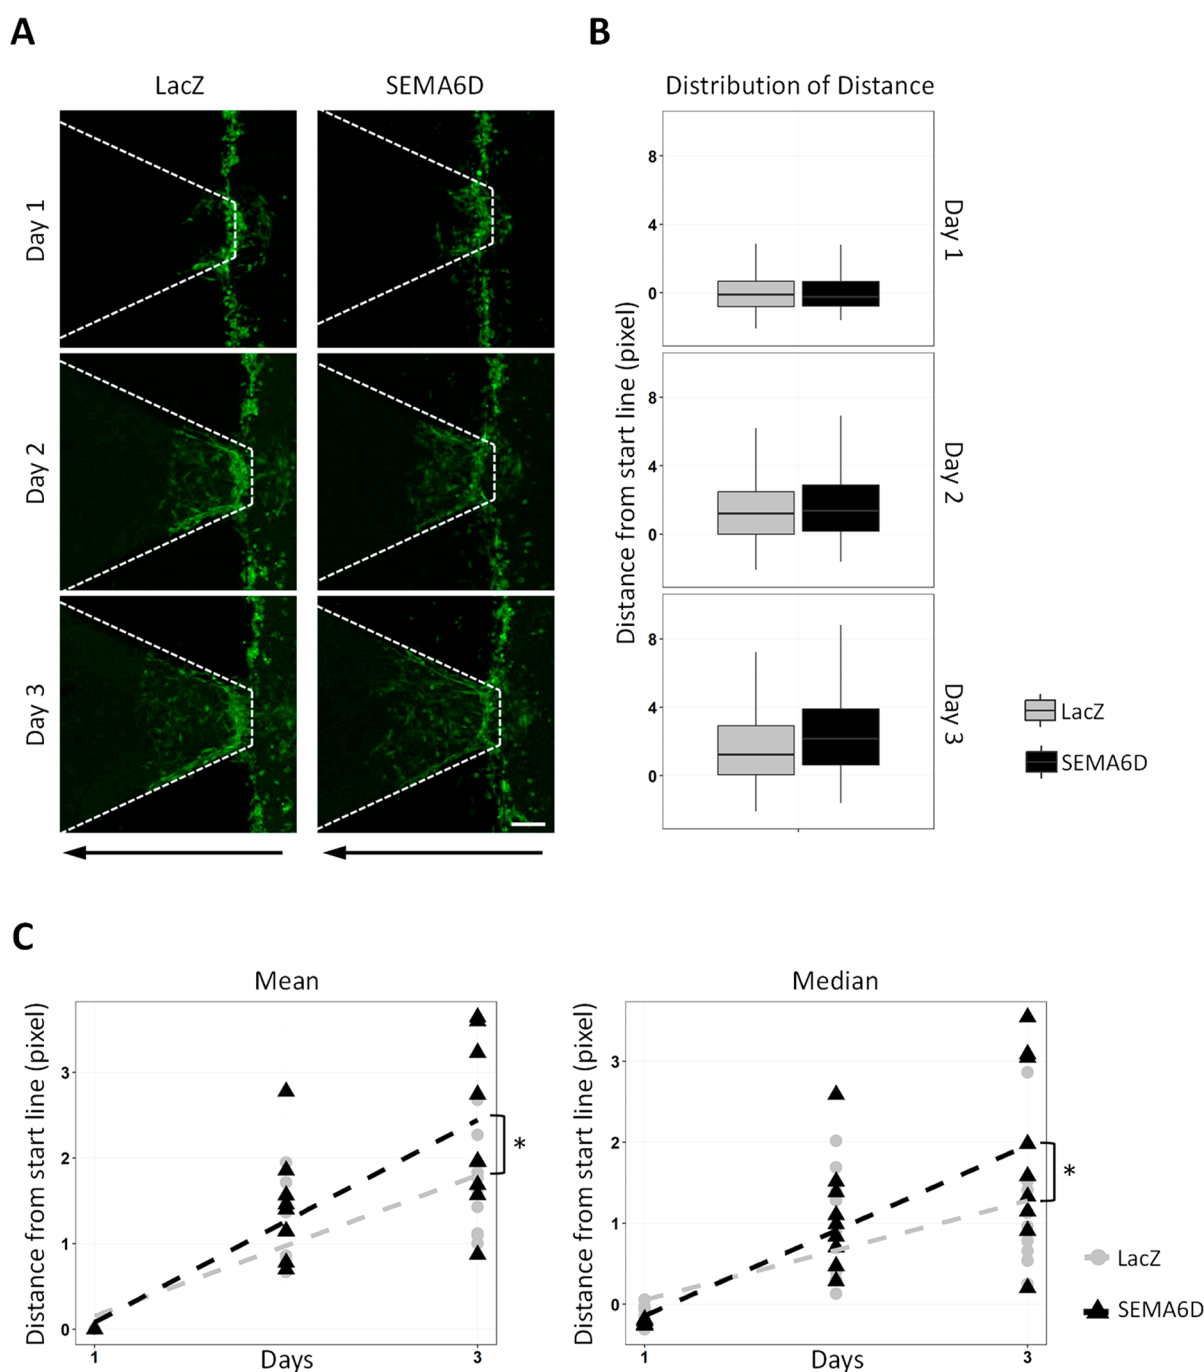 A
LacZ
SEMA6D
Day 1
Day 2
Day 3
B
Distribution of Distance
Distance from start line (pixel)
8
4
0
Day 1
8
4
0
Day 2
8
4
0
Day 3
LacZ
SEMA6D
C
Mean
Distance from start line (pixel)
3
2
1
0
1
Days
3
*
Median
Distance from start line (pixel)
3
2
1
0
1
Days
3
*
LacZ
SEMA6D